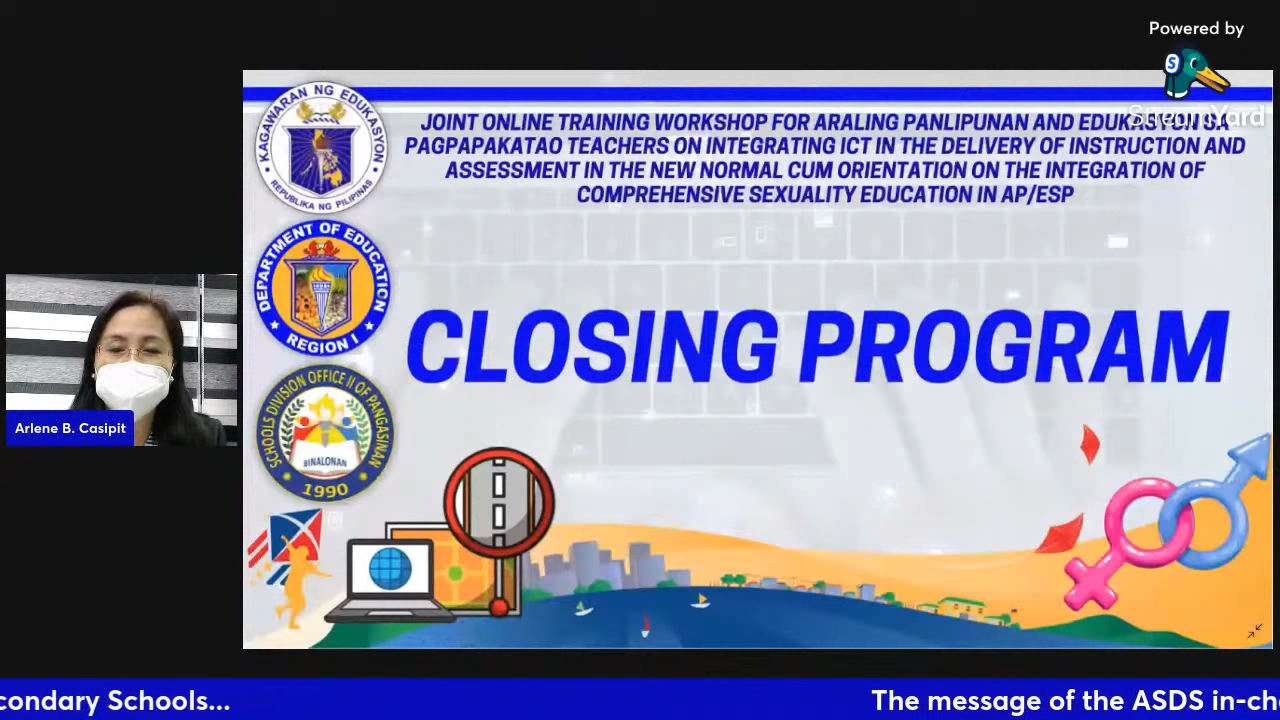 Powered by
StreamYard
KAGAWARAN NG EDUKASYON
REPUBLIKA NG PILIPINAS
JOINT ONLINE TRAINING WORKSHOP FOR ARALING PANLIPUNAN AND EDUKASYON SA
PAGPAPAKATAO TEACHERS ON INTEGRATING ICT IN THE DELIVERY OF INSTRUCTION AND
ASSESSMENT IN THE NEW NORMAL CUM ORIENTATION ON THE INTEGRATION OF
COMPREHENSIVE SEXUALITY EDUCATION IN AP/ESP
DEPARTMENT OF EDUCATION
REGION I
CLOSING PROGRAM
SCHOOLS DIVISION OFFICE II OF PANGASINAN
BINALONAN
1990
Arlene B. Casipit
condary Schools...
The message of the ASDS in-ch